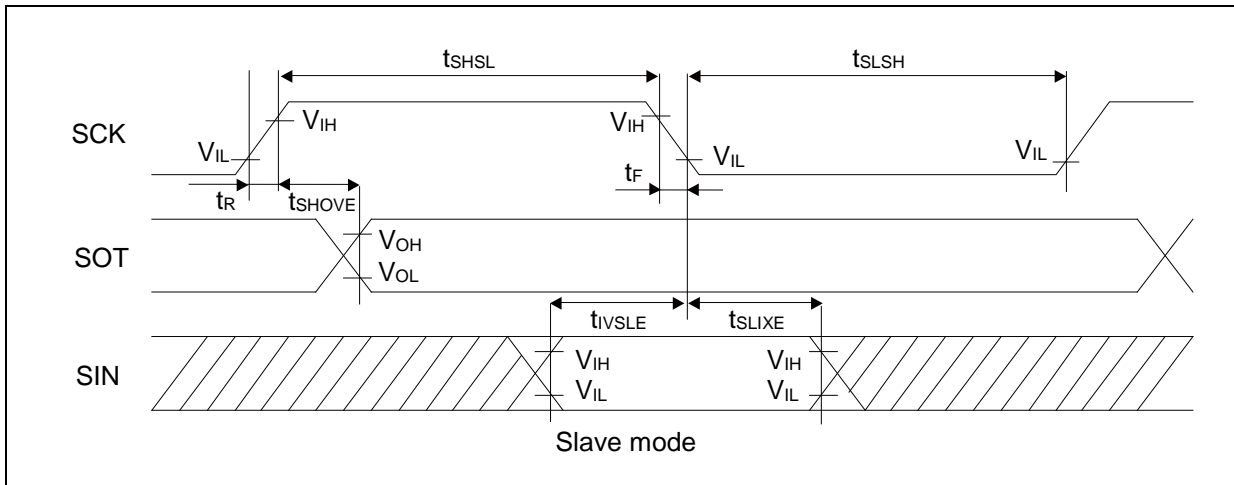 tSHSL
tSLSH
SCK
VIH
VIH
VIL
VIL
VIL
tR
tSHOVE
tF
SOT
VOH
VOL
tIVSLE
tSLIXE
SIN
VIH
VIH
VIL
VIL
Slave mode